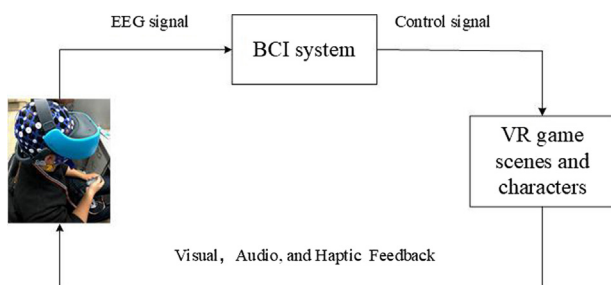 EEG signal
Control signal
BCI system
VR game
scenes and
characters
Visual，Audio, and Haptic Feedback